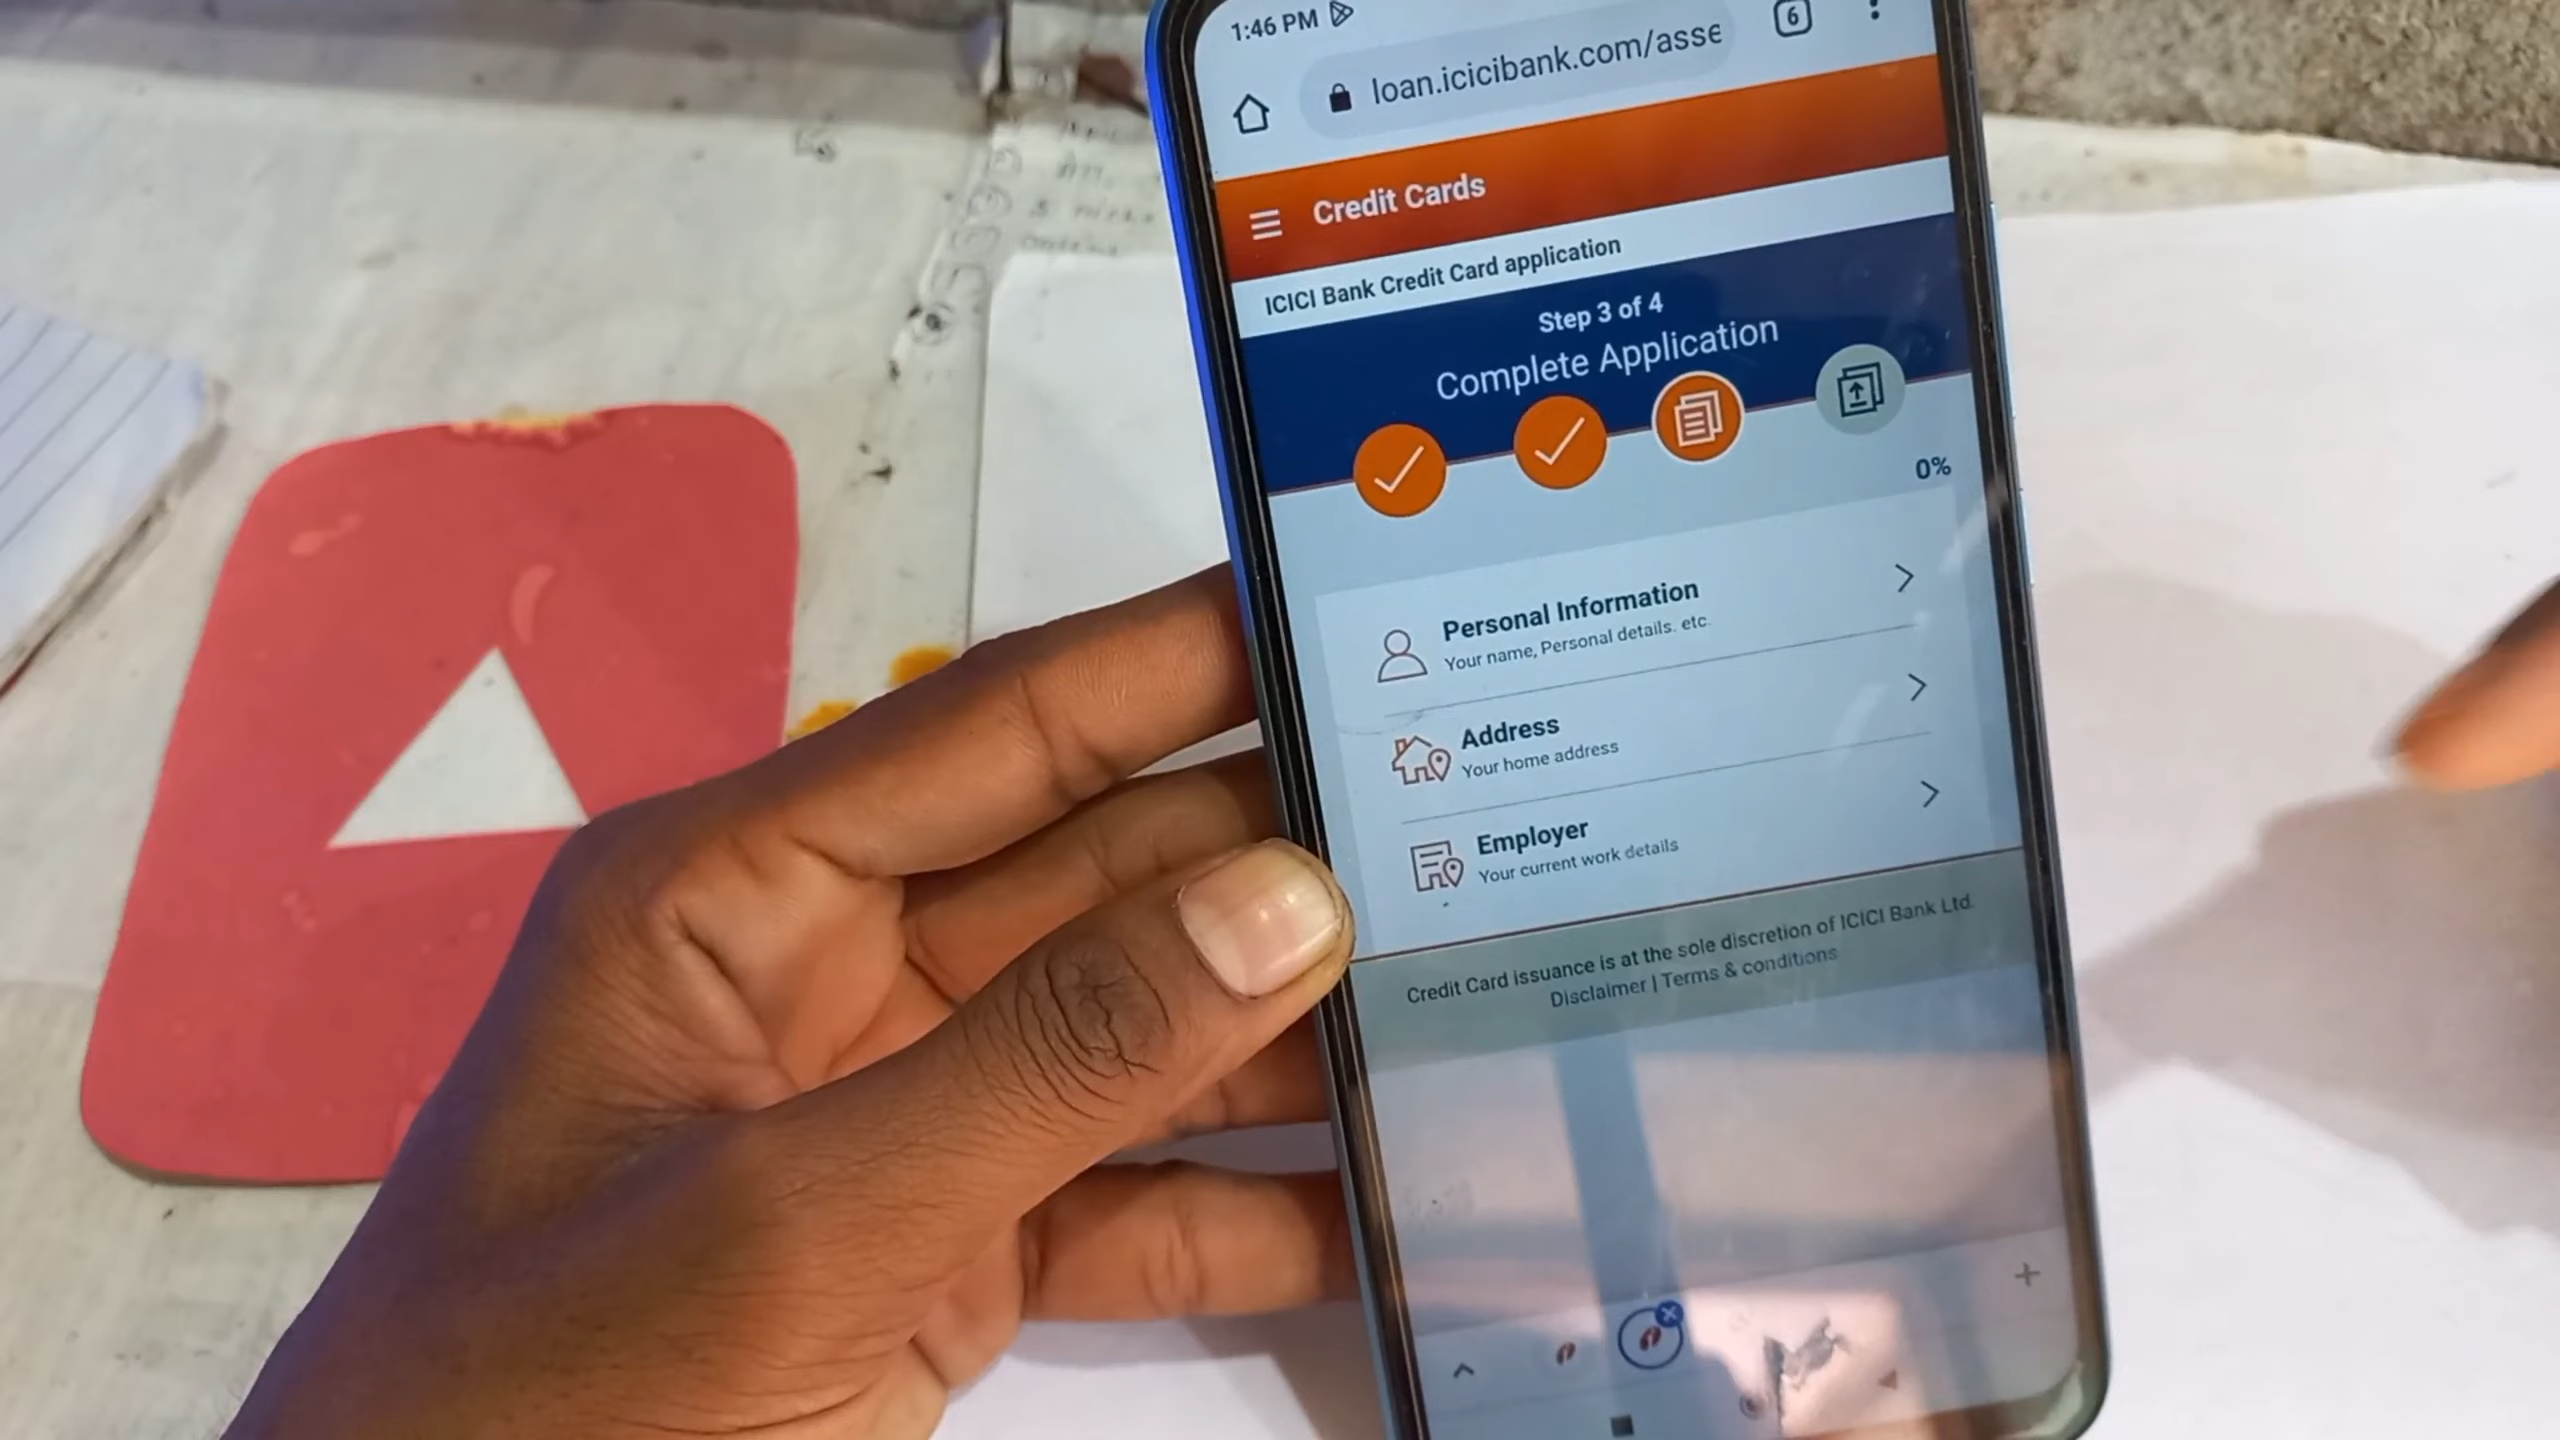 1:46 PM
loan.icicibank.com/asse
6
Credit Cards
ICICI Bank Credit Card application
Step 3 of 4
Complete Application
0%
Personal Information
Your name, Personal details. etc.
Address
Your home address
Employer
Your current work details
Credit Card issuance is at the sole discretion of ICICI Bank Ltd.
Disclaimer | Terms & conditions